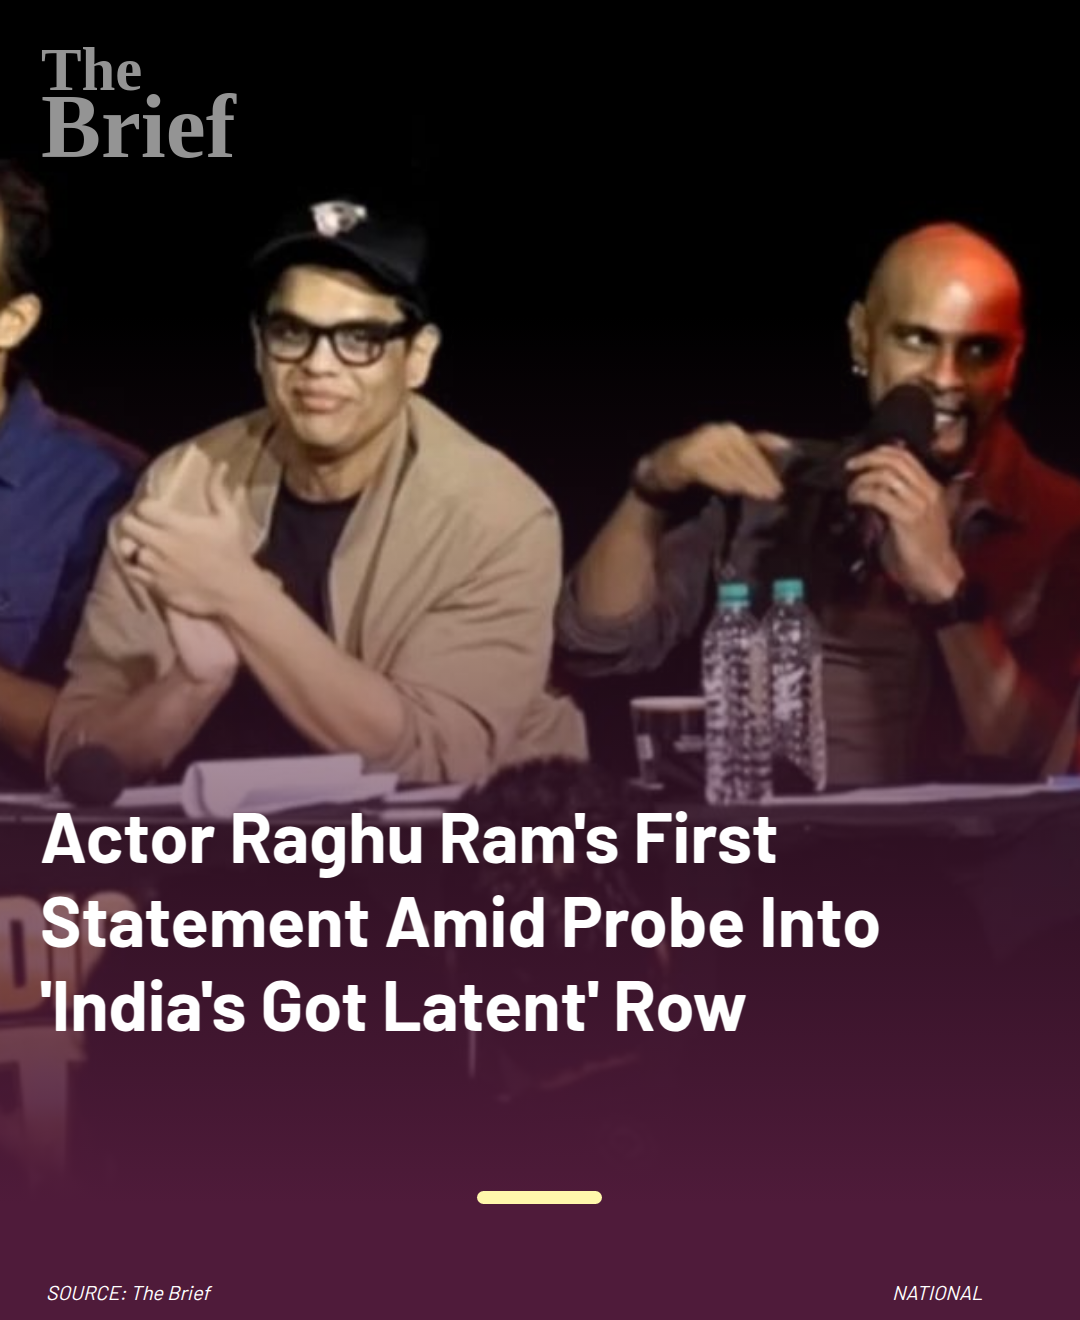 The
Brief
Actor Raghu Ram's First
Statement Amid Probe Into
'India's Got Latent' Row
SOURCE: The Brief
NATIONAL